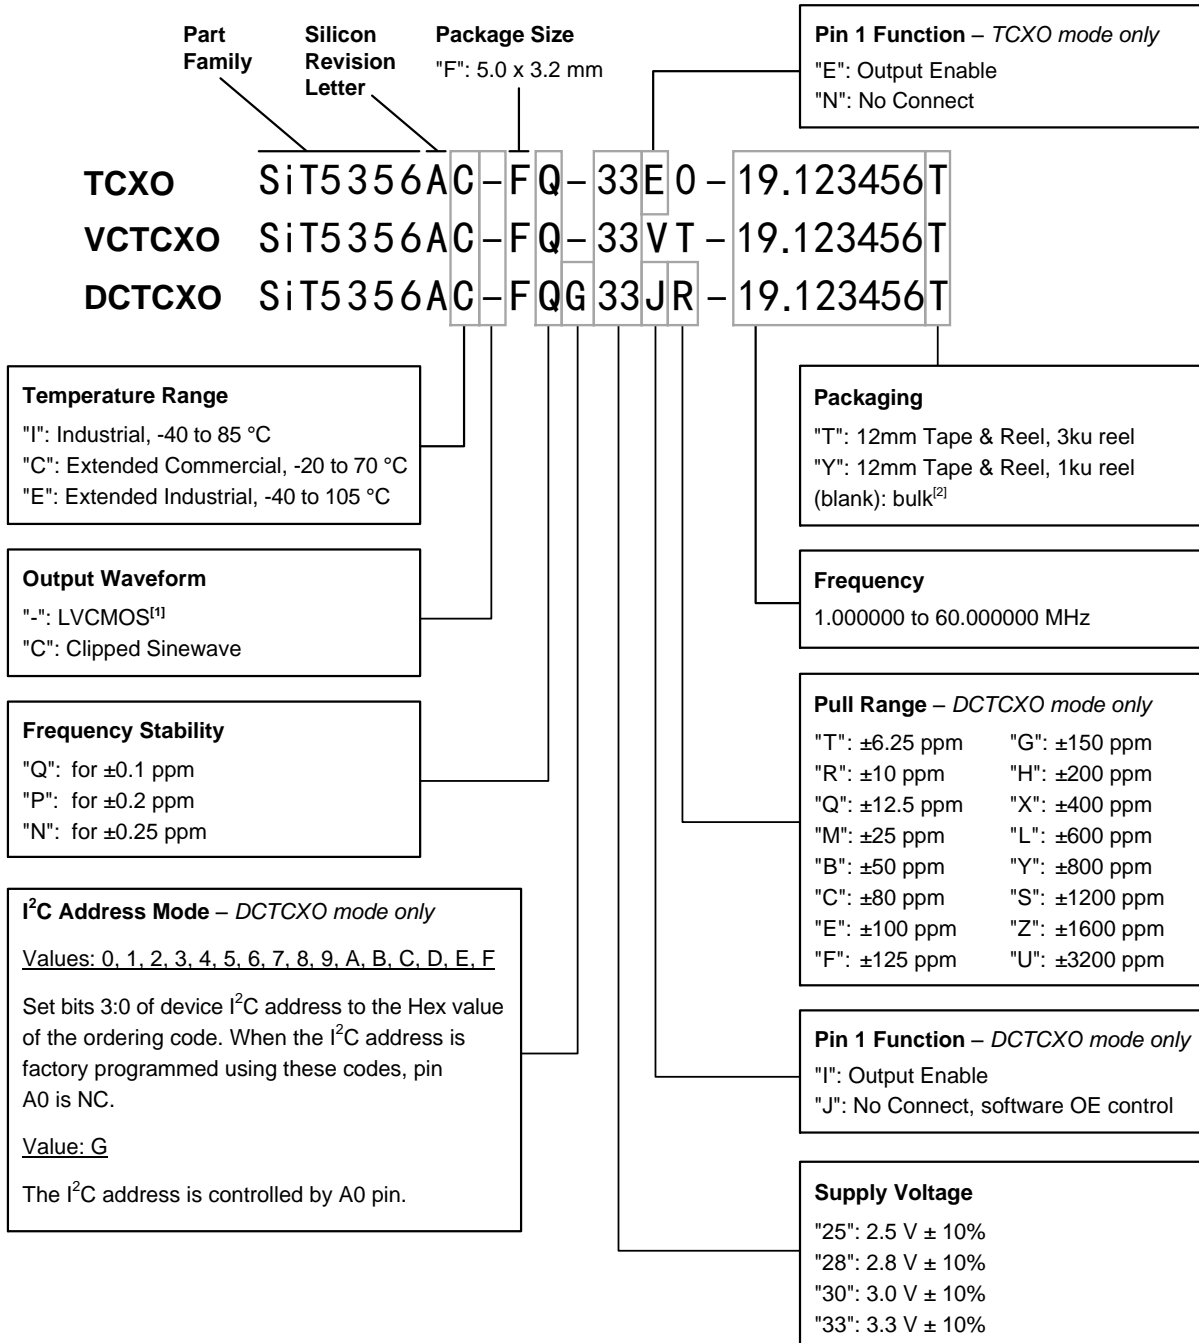 Part Family
Silicon Revision Letter
Package Size
"F": 5.0 x 3.2 mm
Pin 1 Function – TCXO mode only
"E": Output Enable
"N": No Connect
TCXO SiT5356AC-FQ-33E0-19.123456T
VCTCXO SiT5356AC-FQ-33VT-19.123456T
DCTCXO SiT5356AC-FQG33JR-19.123456T
Temperature Range
"I": Industrial, -40 to 85 °C
"C": Extended Commercial, -20 to 70 °C
"E": Extended Industrial, -40 to 105 °C
Output Waveform
"-": LVCMOS[1]
"C": Clipped Sinewave
Frequency Stability
"Q": for ±0.1 ppm
"P": for ±0.2 ppm
"N": for ±0.25 ppm
I2C Address Mode – DCTCXO mode only
Values: 0, 1, 2, 3, 4, 5, 6, 7, 8, 9, A, B, C, D, E, F
Set bits 3:0 of device I2C address to the Hex value
of the ordering code. When the I2C address is
factory programmed using these codes, pin
A0 is NC.
Value: G
The I2C address is controlled by A0 pin.
Packaging
"T": 12mm Tape & Reel, 3ku reel
"Y": 12mm Tape & Reel, 1ku reel
(blank): bulk[2]
Frequency
1.000000 to 60.000000 MHz
Pull Range – DCTCXO mode only
"T": ±6.25 ppm "G": ±150 ppm
"R": ±10 ppm "H": ±200 ppm
"Q": ±12.5 ppm "X": ±400 ppm
"M": ±25 ppm "L": ±600 ppm
"B": ±50 ppm "Y": ±800 ppm
"C": ±80 ppm "S": ±1200 ppm
"E": ±100 ppm "Z": ±1600 ppm
"F": ±125 ppm "U": ±3200 ppm
Pin 1 Function – DCTCXO mode only
"I": Output Enable
"J": No Connect, software OE control
Supply Voltage
"25": 2.5 V ± 10%
"28": 2.8 V ± 10%
"30": 3.0 V ± 10%
"33": 3.3 V ± 10%